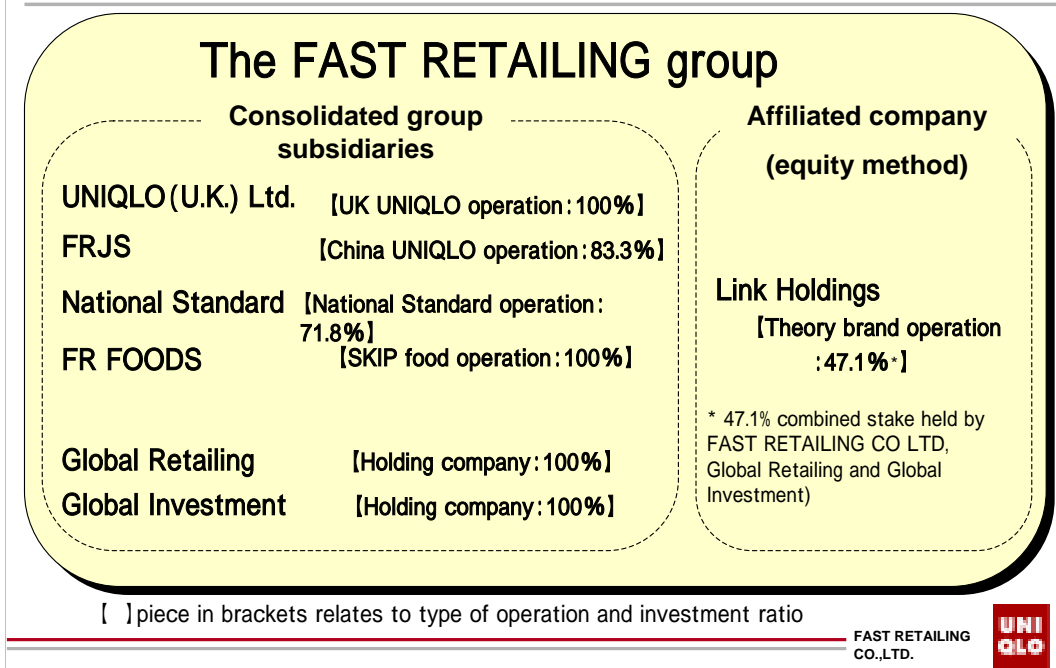 The FAST RETAILING group
Consolidated group
subsidiaries
UNIQLO(U.K.) Ltd. 【UK UNIQLO operation:100%】
FRJS 【China UNIQLO operation:83.3%】
National Standard 【National Standard operation:
71.8%】
FR FOODS 【SKIP food operation:100%】
Global Retailing 【Holding company:100%】
Global Investment 【Holding company:100%】
Affiliated company
(equity method)
Link Holdings
【Theory brand operation
:47.1%*】
* 47.1% combined stake held by
FAST RETAILING CO LTD,
Global Retailing and Global
Investment)
【 】piece in brackets relates to type of operation and investment ratio
FAST RETAILING
CO.,LTD.
UNI
QLO